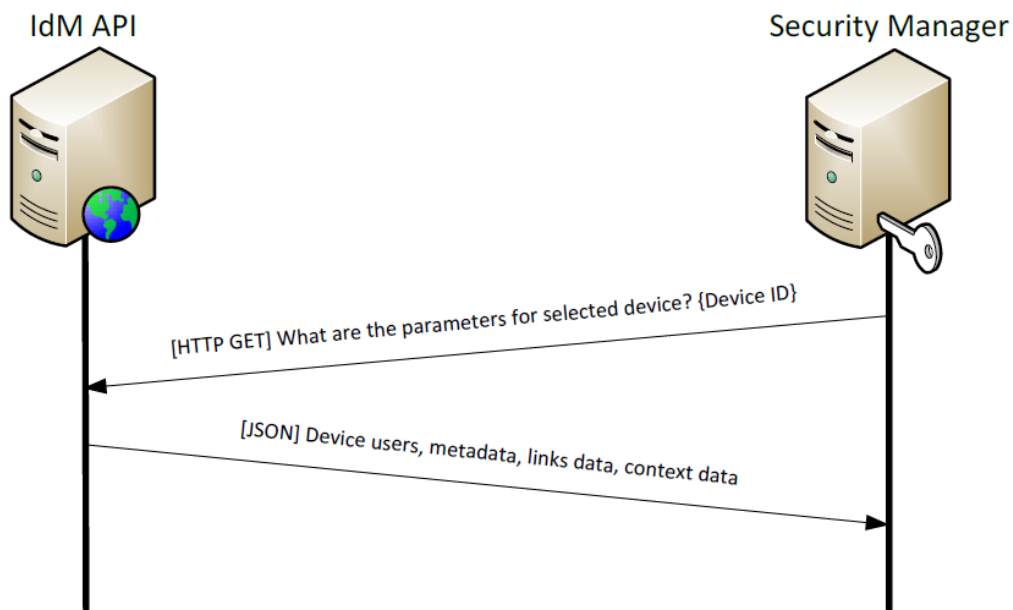 IdM API
Security Manager
[HTTP GET] What are the parameters for selected device? {Device ID}
[JSON] Device users, metadata, links data, context data